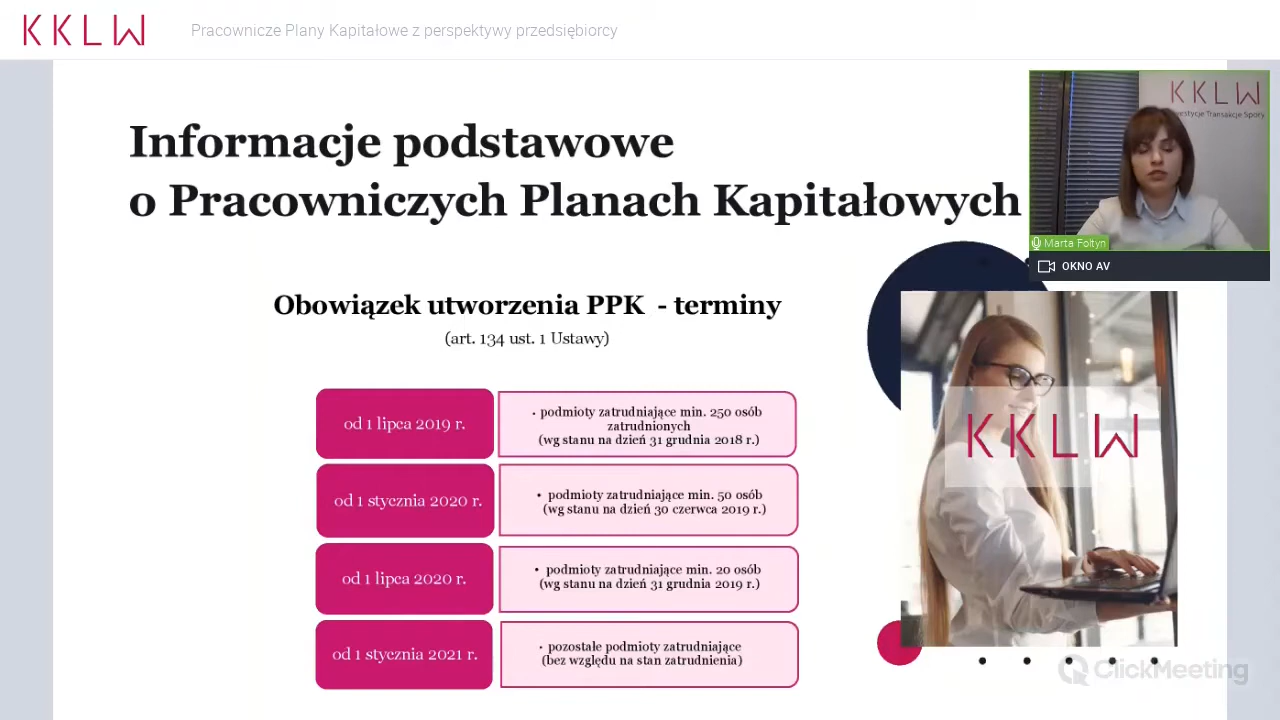 KKLW
Pracownicze Plany Kapitałowe z perspektywy przedsiębiorcy
KKLW
Inwestycje Transakcje Spory
Marta Foltyn
OKNO AV
Informacje podstawowe
o Pracowniczych Planach Kapitałowych
Obowiązek utworzenia PPK - terminy
(art. 134 ust. 1 Ustawy)
od 1 lipca 2019 r.
• podmioty zatrudniające min. 250 osób
zatrudnionych
(wg stanu na dzień 31 grudnia 2018 r.)
od 1 stycznia 2020 r.
• podmioty zatrudniające min. 50 osób
(wg stanu na dzień 30 czerwca 2019 r.)
od 1 lipca 2020 r.
• podmioty zatrudniające min. 20 osób
(wg stanu na dzień 31 grudnia 2019 r.)
od 1 stycznia 2021 r.
• pozostałe podmioty zatrudniające
(bez względu na stan zatrudnienia)
KKLW
ClickMeeting